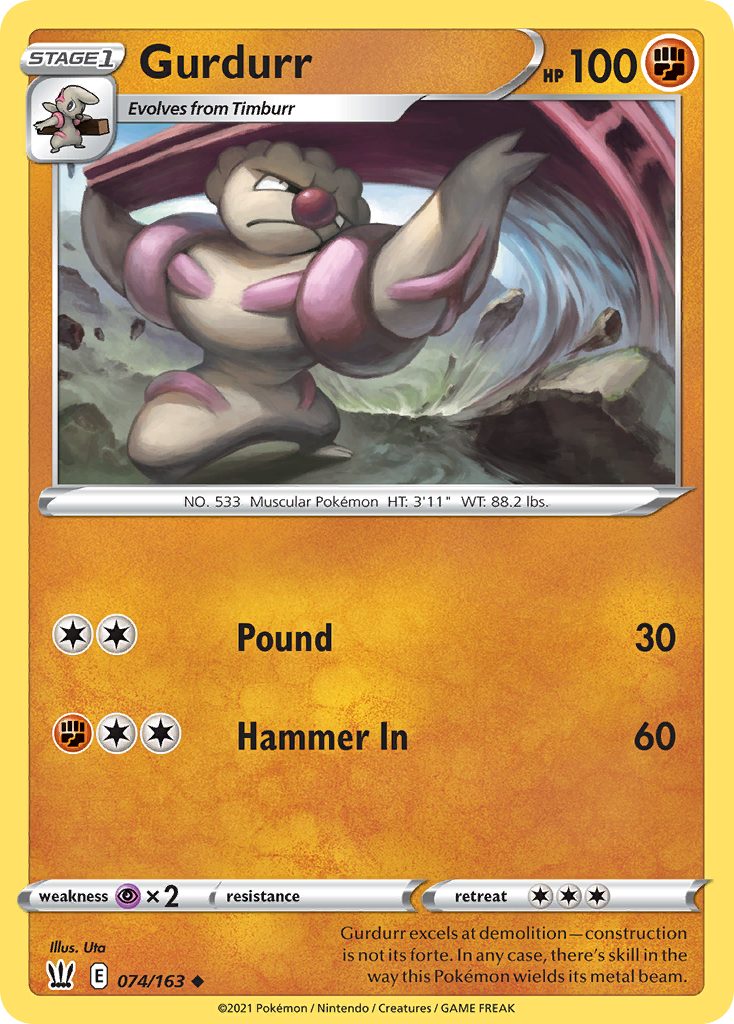 STAGE1
Gurdurr
HP 100
Evolves from Timburr
NO. 533 Muscular Pokémon HT: 3'11" WT: 88.2 lbs.
Pound 30
Hammer In 60
weakness ×2 resistance retreat
Illus. Uta
Gurdurr excels at demolition—construction
is not its forte. In any case, there's skill in the
way this Pokémon wields its metal beam.
E 074/163
©2021 Pokémon / Nintendo / Creatures / GAME FREAK